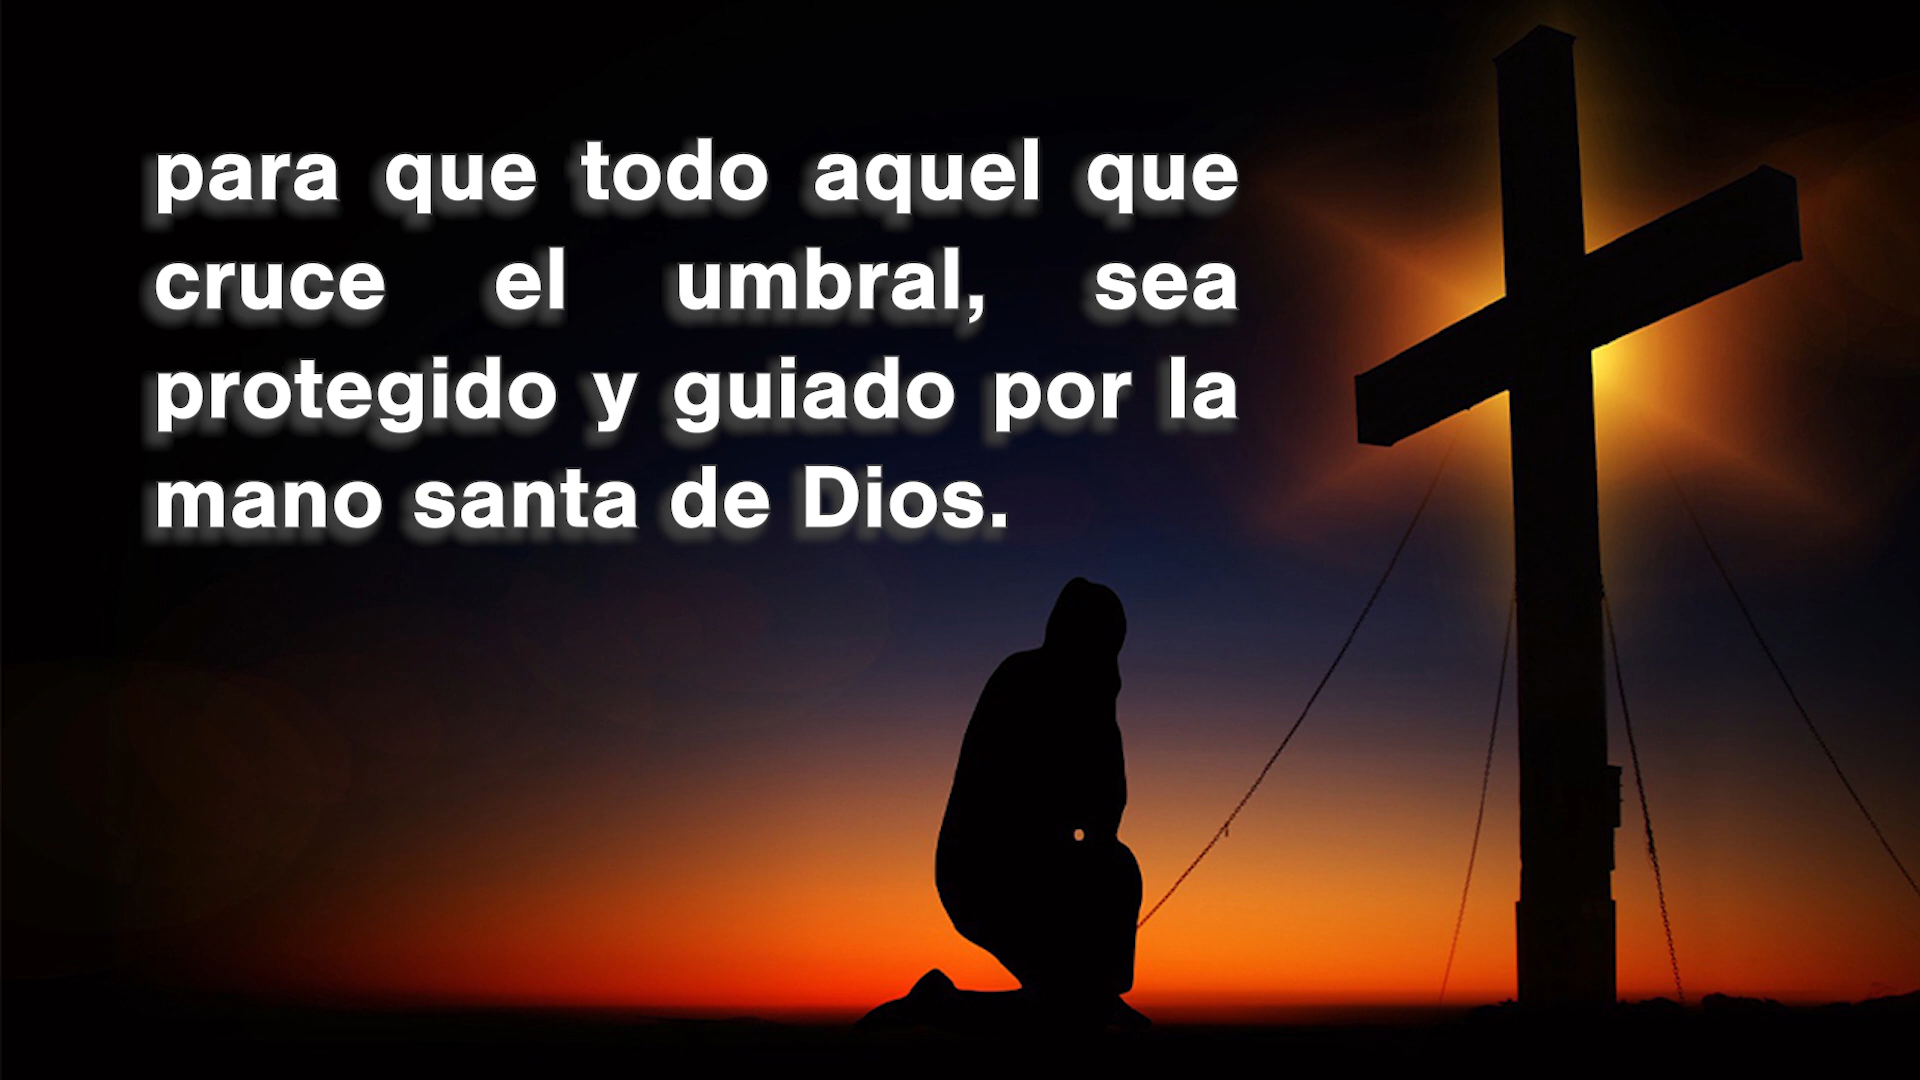 para que todo aquel que
cruce el umbral, sea
protegido y guiado por la
mano santa de Dios.